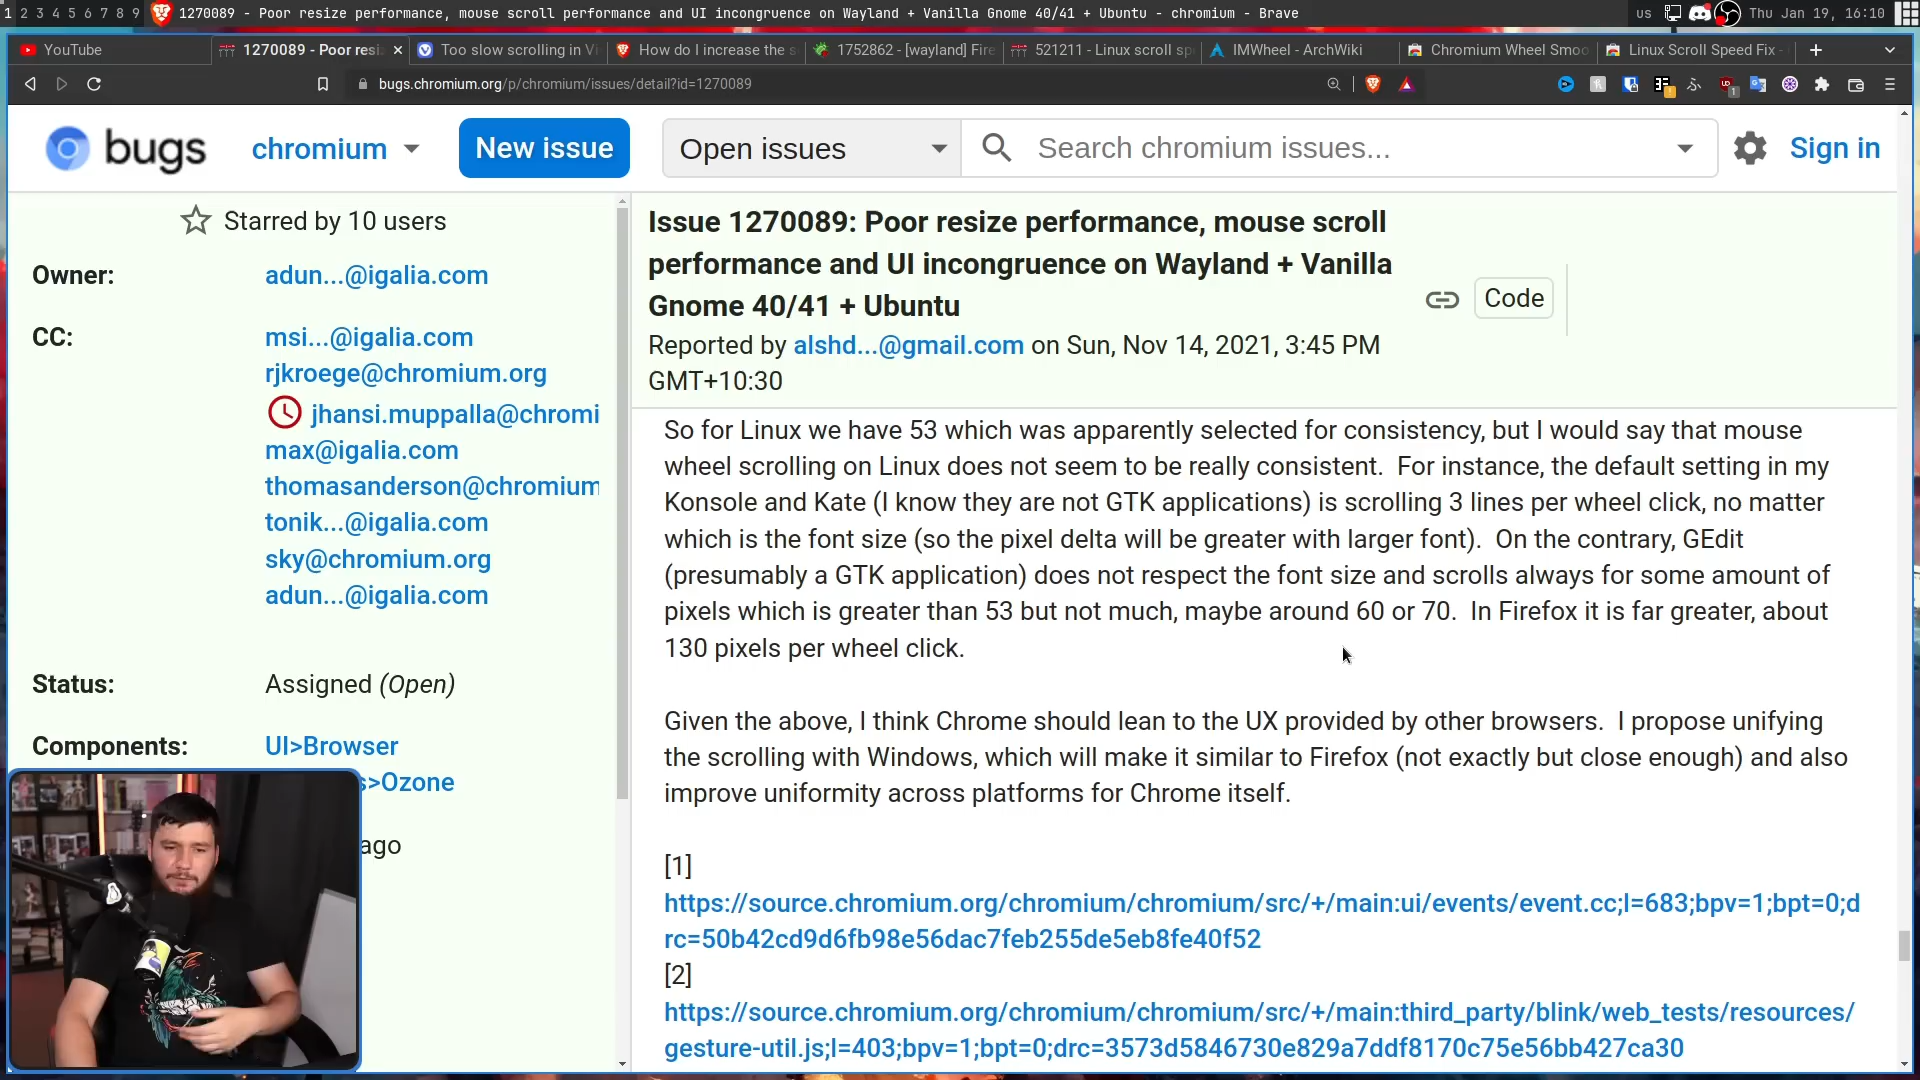 1 2 3 4 5 6 7 8 9 1270089 - Poor resize performance, mouse scroll performance and UI incongruence on Wayland + Vanilla Gnome 40/41 + Ubuntu - chromium - Brave us Thu Jan 19, 16:10
YouTube 1270089 - Poor resi Too slow scrolling in Vi How do I increase the s 1752862 - [wayland] Fire 521211 - Linux scroll sp IMWheel - ArchWiki Chromium Wheel Smoo Linux Scroll Speed Fix -
bugs.chromium.org/p/chromium/issues/detail?id=1270089
bugs chromium New issue Open issues Search chromium issues... Sign in
Starred by 10 users
Owner: adun...@igalia.com
CC: msi...@igalia.com
rjkroege@chromium.org
jhansi.muppalla@chromi
max@igalia.com
thomasanderson@chromium
tonik...@igalia.com
sky@chromium.org
adun...@igalia.com
Status: Assigned (Open)
Components: UI>Browser
s>Ozone
ago
Issue 1270089: Poor resize performance, mouse scroll
performance and UI incongruence on Wayland + Vanilla
Gnome 40/41 + Ubuntu
Code
Reported by alshd...@gmail.com on Sun, Nov 14, 2021, 3:45 PM
GMT+10:30
So for Linux we have 53 which was apparently selected for consistency, but I would say that mouse
wheel scrolling on Linux does not seem to be really consistent.  For instance, the default setting in my
Konsole and Kate (I know they are not GTK applications) is scrolling 3 lines per wheel click, no matter
which is the font size (so the pixel delta will be greater with larger font).  On the contrary, GEdit
(presumably a GTK application) does not respect the font size and scrolls always for some amount of
pixels which is greater than 53 but not much, maybe around 60 or 70.  In Firefox it is far greater, about
130 pixels per wheel click.
Given the above, I think Chrome should lean to the UX provided by other browsers.  I propose unifying
the scrolling with Windows, which will make it similar to Firefox (not exactly but close enough) and also
improve uniformity across platforms for Chrome itself.
[1]
https://source.chromium.org/chromium/chromium/src/+/main:ui/events/event.cc;l=683;bpv=1;bpt=0;d
rc=50b42cd9d6fb98e56dac7feb255de5eb8fe40f52
[2]
https://source.chromium.org/chromium/chromium/src/+/main:third_party/blink/web_tests/resources/
gesture-util.js;l=403;bpv=1;bpt=0;drc=3573d5846730e829a7ddf8170c75e56bb427ca30